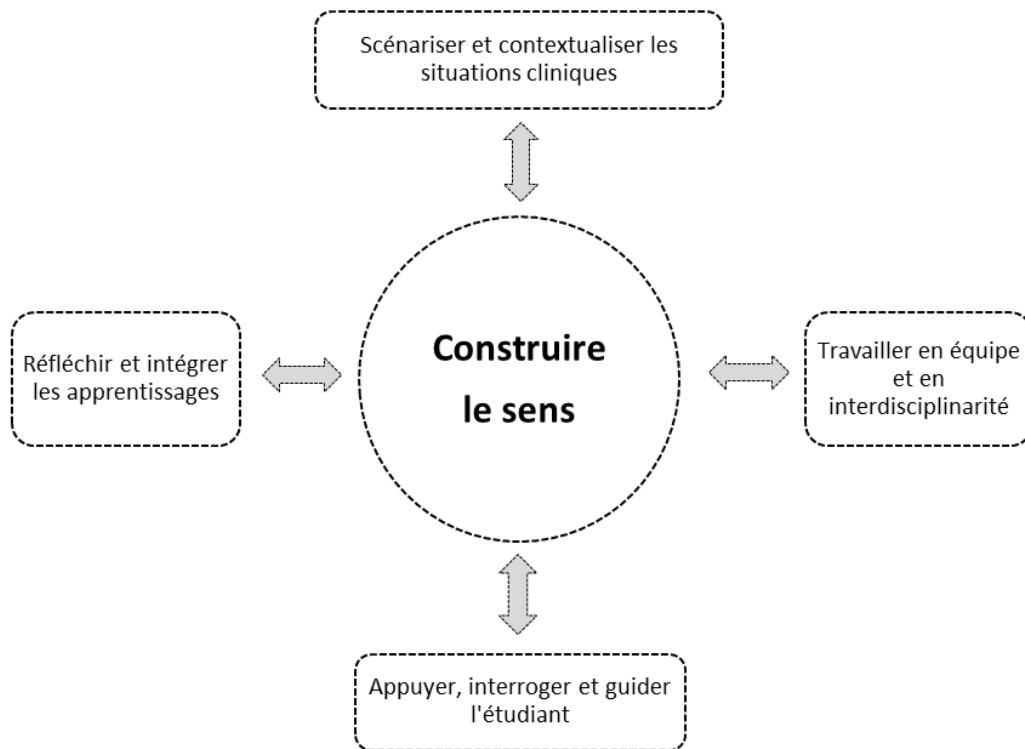 Scénariser et contextualiser les
situations cliniques
Réfléchir et intégrer
les apprentissages
Construire
le sens
Travailler en équipe
et en
interdisciplinarité
Appuyer, interroger et guider
l'étudiant